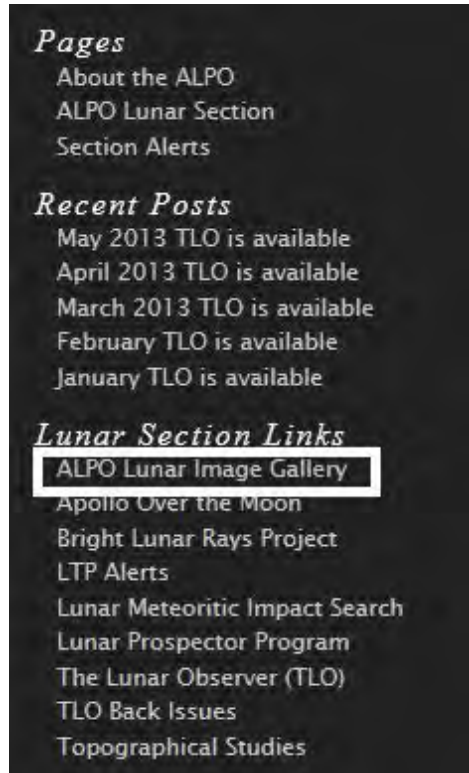 Pages
About the ALPO
ALPO Lunar Section
Section Alerts
Recent Posts
May 2013 TLO is available
April 2013 TLO is available
March 2013 TLO is available
February TLO is available
January TLO is available
Lunar Section Links
ALPO Lunar Image Gallery
Apollo Over the Moon
Bright Lunar Rays Project
LTP Alerts
Lunar Meteoritic Impact Search
Lunar Prospector Program
The Lunar Observer (TLO)
TLO Back Issues
Topographical Studies